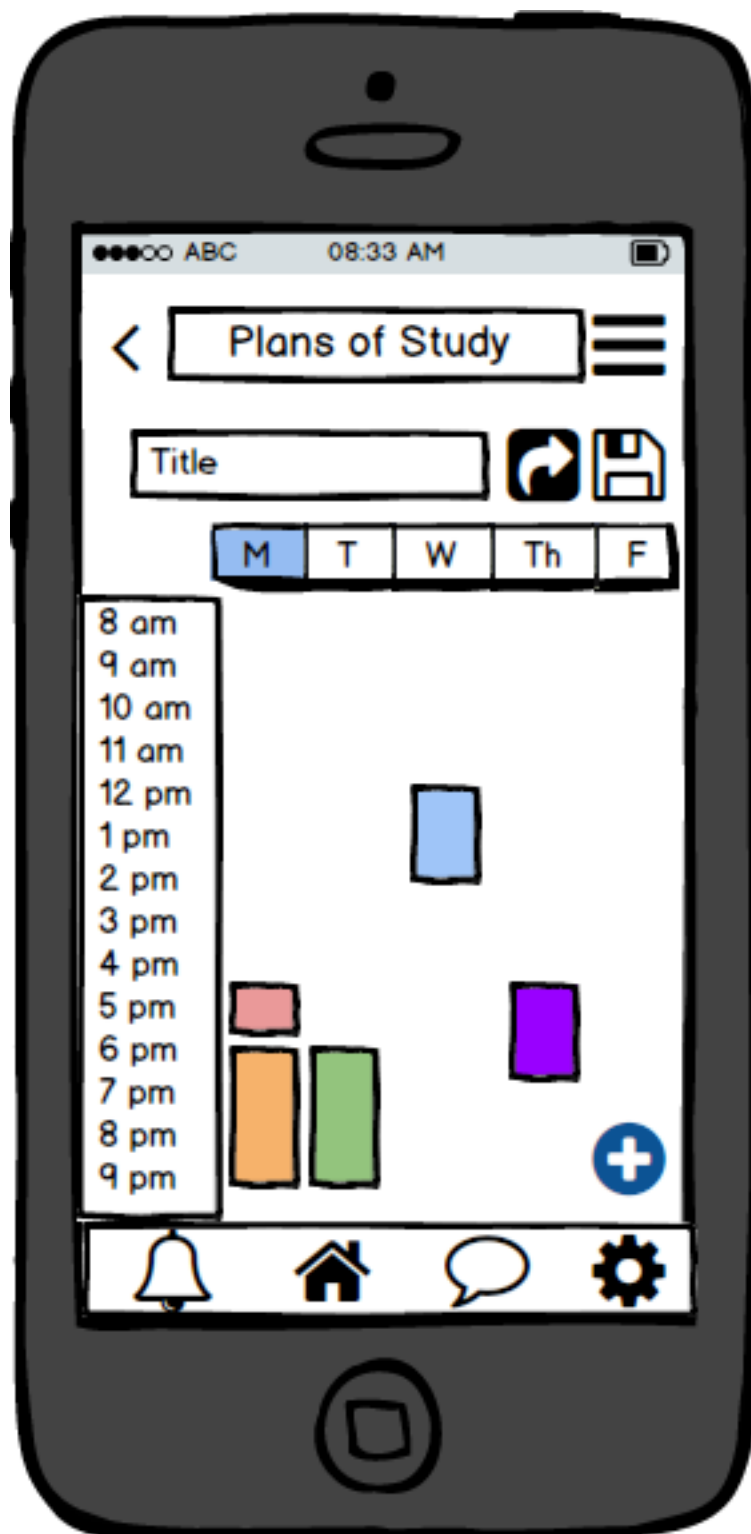 ABC 08:33 AM
Plans of Study
Title
M T W Th F
8 am
9 am
10 am
11 am
12 pm
1 pm
2 pm
3 pm
4 pm
5 pm
6 pm
7 pm
8 pm
9 pm